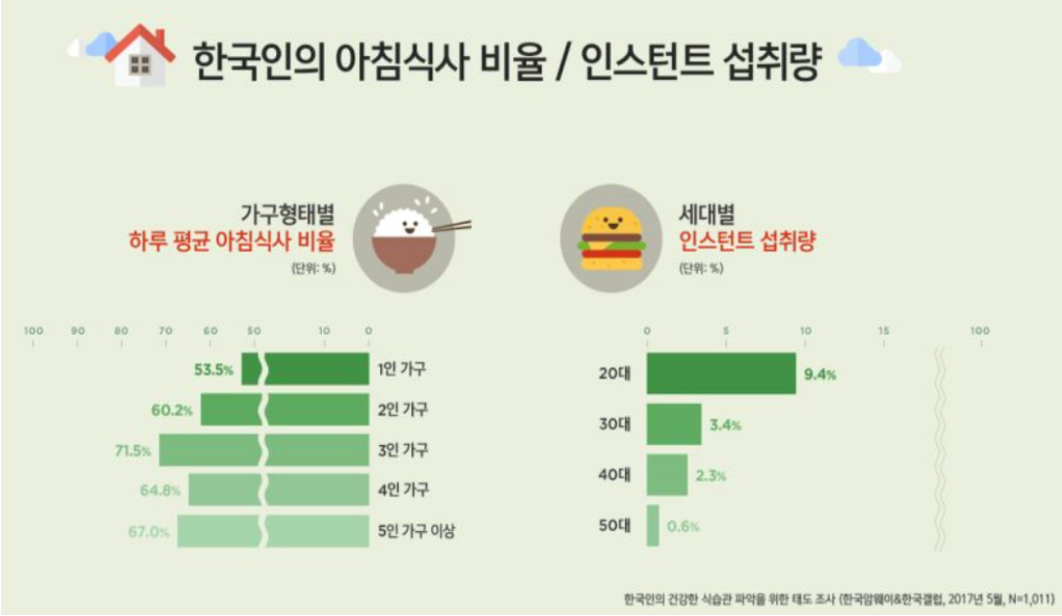 한국인의 아침식사 비율 / 인스턴트 섭취량
가구형태별
하루 평균 아침식사 비율
(단위: %)
100 90 80 70 60 50 10 0
53.5% 1인 가구
60.2% 2인 가구
71.5% 3인 가구
64.8% 4인 가구
67.0% 5인 가구 이상
세대별
인스턴트 섭취량
(단위: %)
0 5 10 15 100
20대 9.4%
30대 3.4%
40대 2.3%
50대 0.6%
한국인의 건강한 식습관 파악을 위한 태도 조사 (한국암웨이&한국갤럽, 2017년 5월, N=1,011)